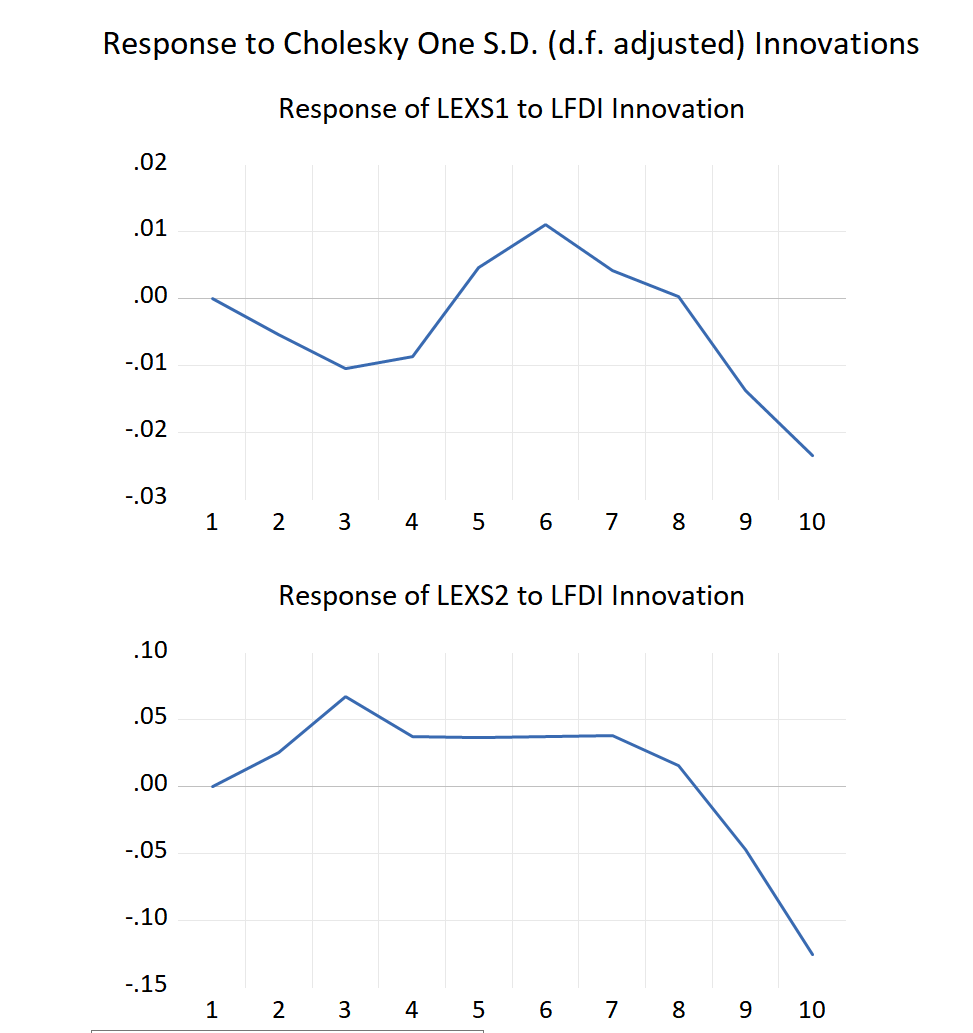 Response to Cholesky One S.D. (d.f. adjusted) Innovations
Response of LEXS1 to LFDI Innovation
.02
.01
.00
-.01
-.02
-.03
1 2 3 4 5 6 7 8 9 10
Response of LEXS2 to LFDI Innovation
.10
.05
.00
-.05
-.10
-.15
1 2 3 4 5 6 7 8 9 10